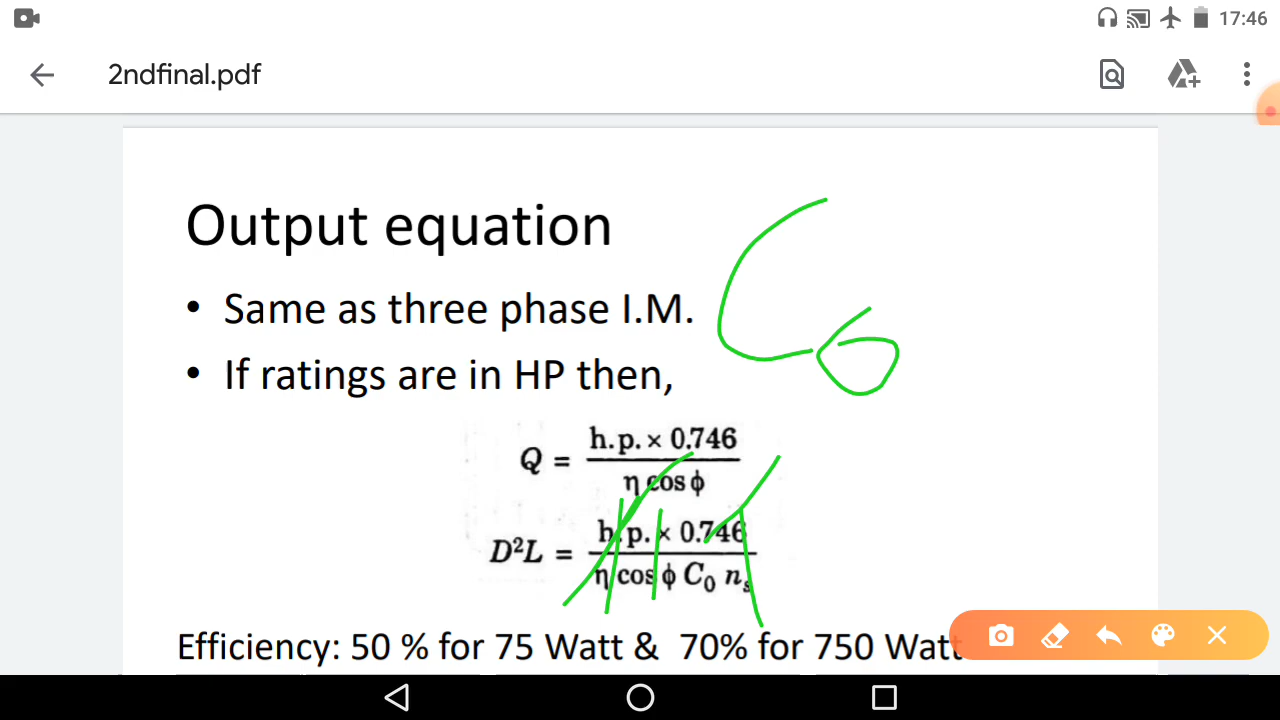 17:46
2ndfinal.pdf
Output equation
• Same as three phase I.M.
• If ratings are in HP then,
Q = h.p. × 0.746 / η cos ϕ
D²L = h.p. × 0.746 / η cos ϕ C₀ nₛ
Efficiency: 50 % for 75 Watt & 70% for 750 Watt